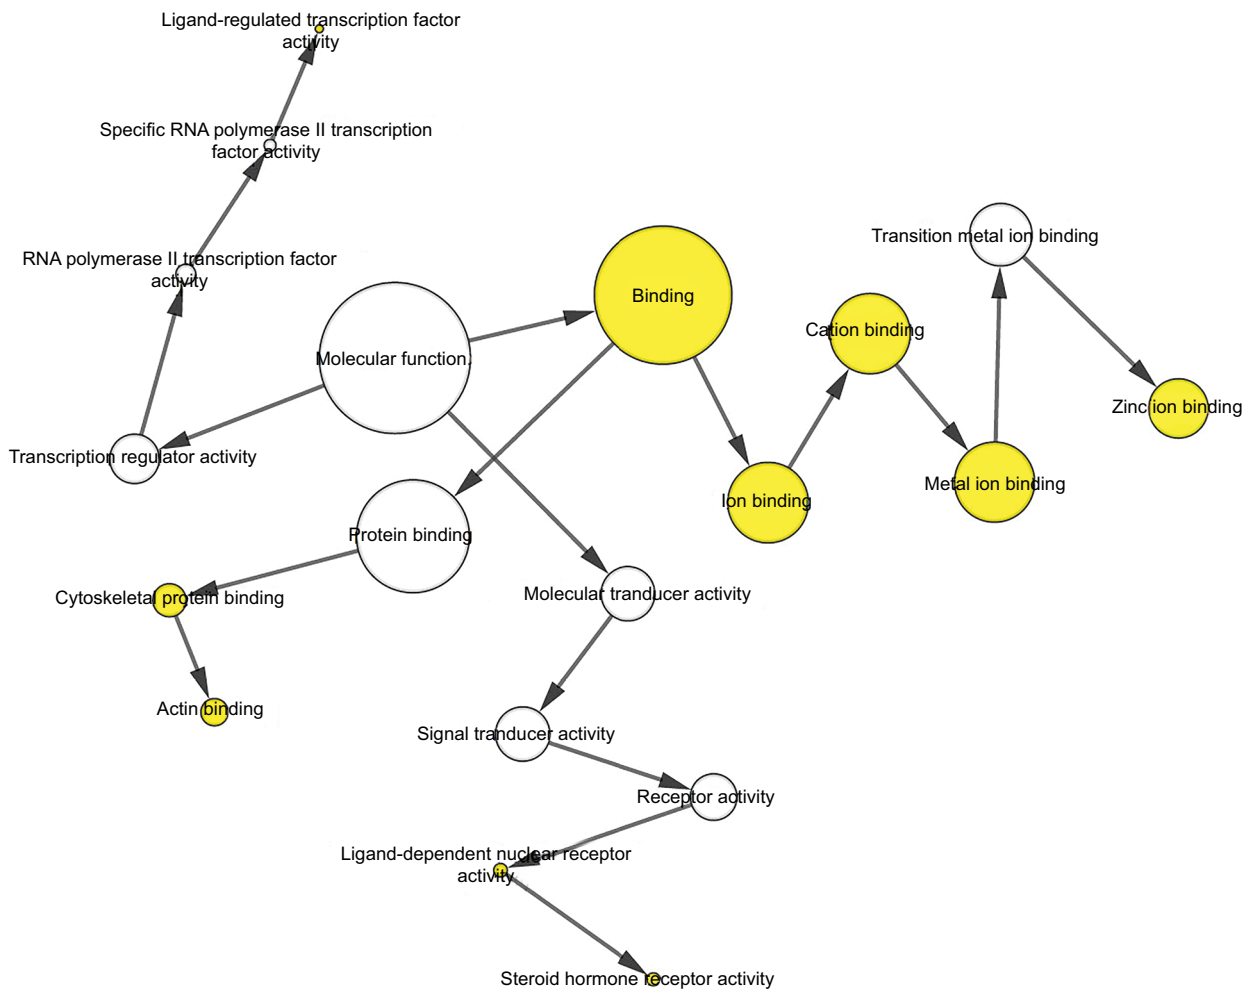 Ligand-regulated transcription factor
activity
Specific RNA polymerase II transcription
factor activity
Transition metal ion binding
RNA polymerase II transcription factor
activity
Binding
Cation binding
Molecular function.
Zinc ion binding
Transcription regulator activity
Metal ion binding
Ion binding
Protein binding
Cytoskeletal protein binding
Molecular tranducer activity
Actin binding
Signal tranducer activity
Receptor activity
Ligand-dependent nuclear receptor
activity
Steroid hormone receptor activity